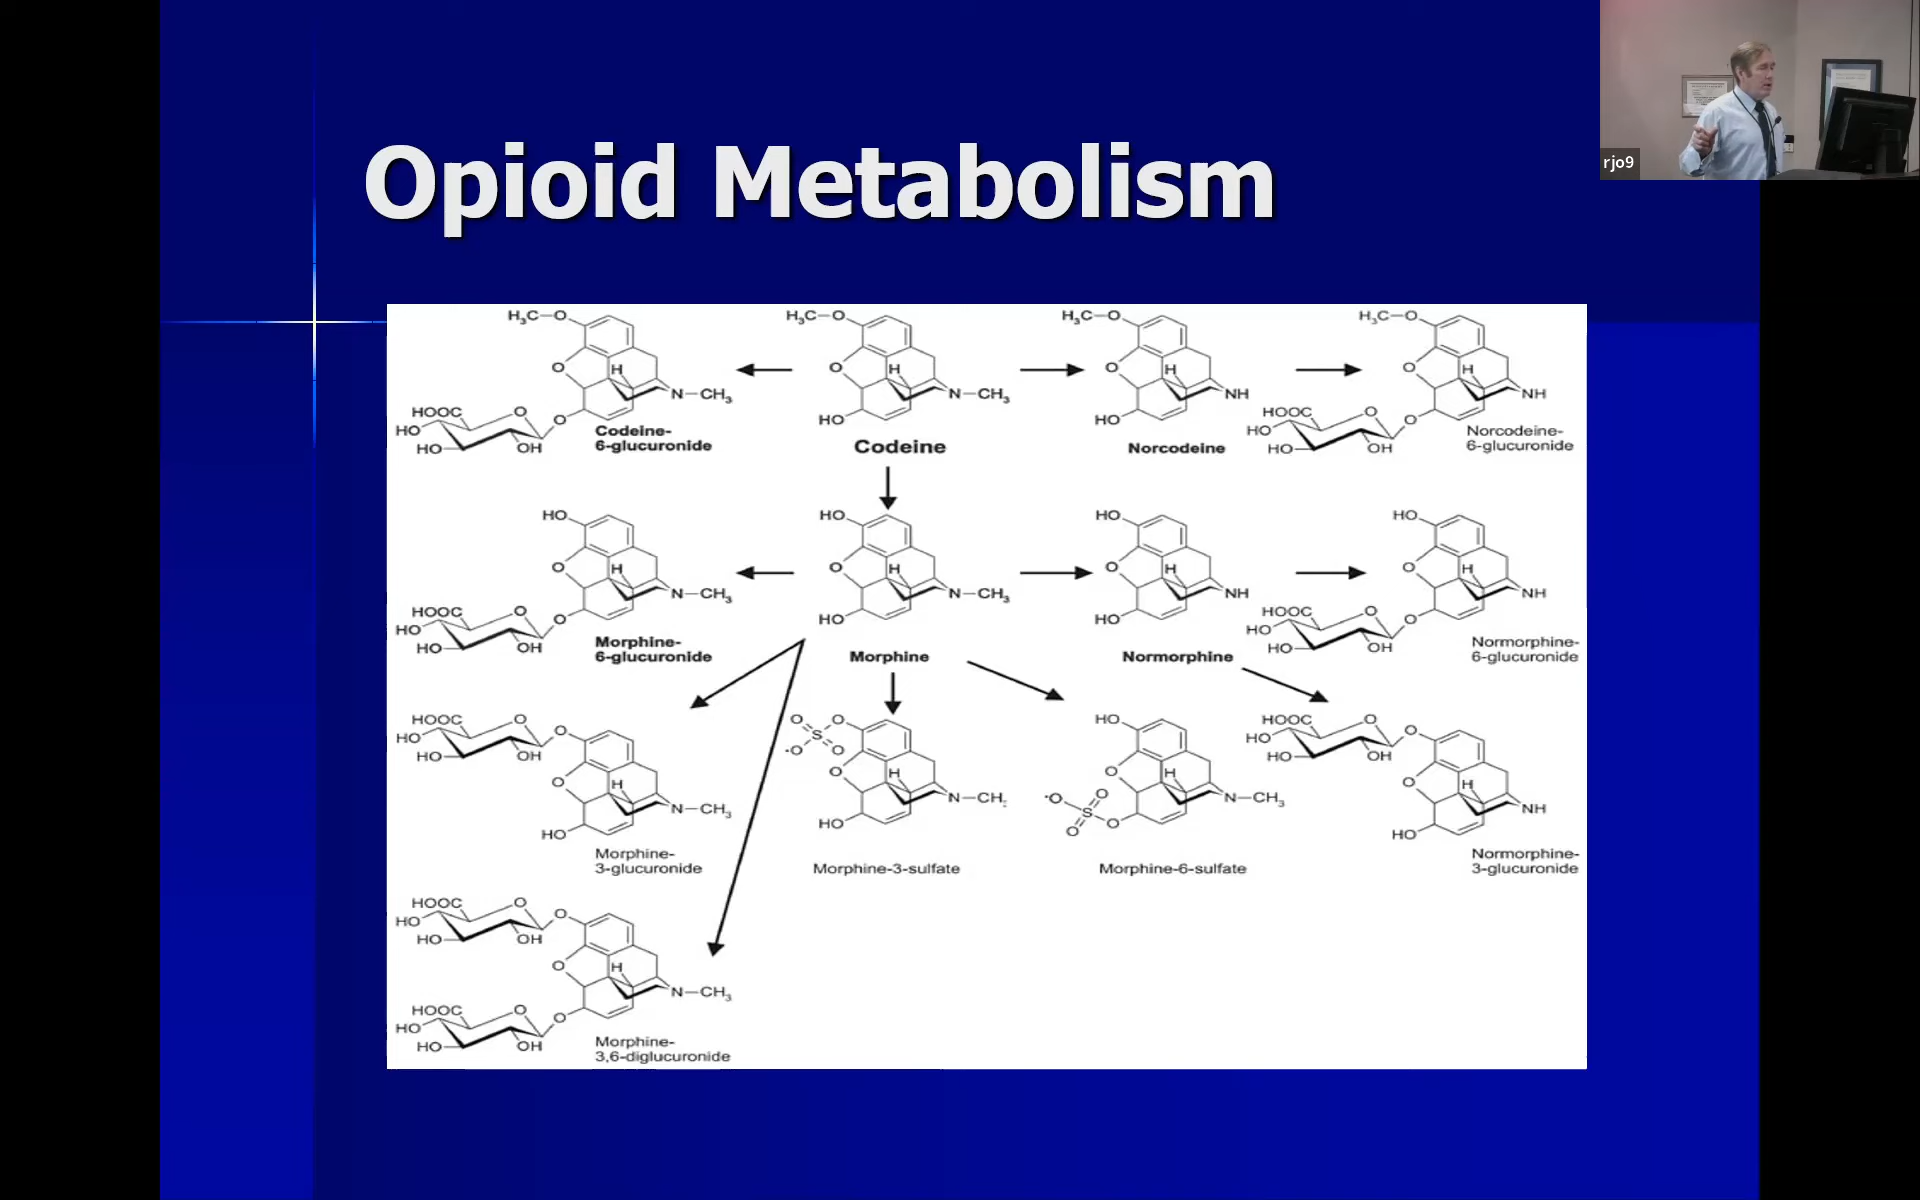 rjo9
Opioid Metabolism
H₃C–O
H₃C–O
H₃C–O
H₃C–O
O
H
N–CH₃
O
H
N–CH₃
O
H
NH
O
H
NH
HOOC
O
O
HO
HO
OH
HO
HO
HOOC
O
O
HO
HO
OH
Codeine-
6-glucuronide
Codeine
Norcodeine
Norcodeine-
6-glucuronide
HO
HO
HO
HO
O
H
N–CH₃
O
H
N–CH₃
O
H
NH
O
H
NH
HOOC
O
O
HO
HO
OH
HO
HO
HOOC
O
O
HO
HO
OH
Morphine-
6-glucuronide
Morphine
Normorphine
Normorphine-
6-glucuronide
HOOC
O
O
HO
HO
OH
O
H
N–CH₃
HO
Morphine-
3-glucuronide
O
O
S
·O
O
O
H
N–CH
HO
Morphine-3-sulfate
HO
O
H
N–CH₃
·O
O
S
O
O
Morphine-6-sulfate
HOOC
O
O
HO
HO
OH
O
H
NH
HO
Normorphine-
3-glucuronide
HOOC
O
O
HO
HO
OH
O
H
N–CH₃
HOOC
O
O
HO
HO
OH
Morphine-
3,6-diglucuronide